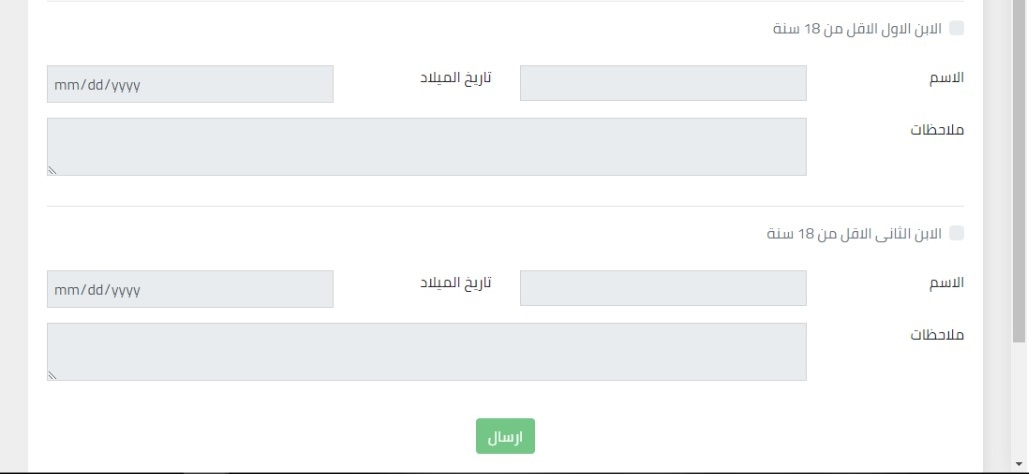 الابن الاول الاقل من 18 سنة
الاسم
تاريخ الميلاد
mm/dd/yyyy
ملاحظات
الابن الثانى الاقل من 18 سنة
الاسم
تاريخ الميلاد
mm/dd/yyyy
ملاحظات
ارسال